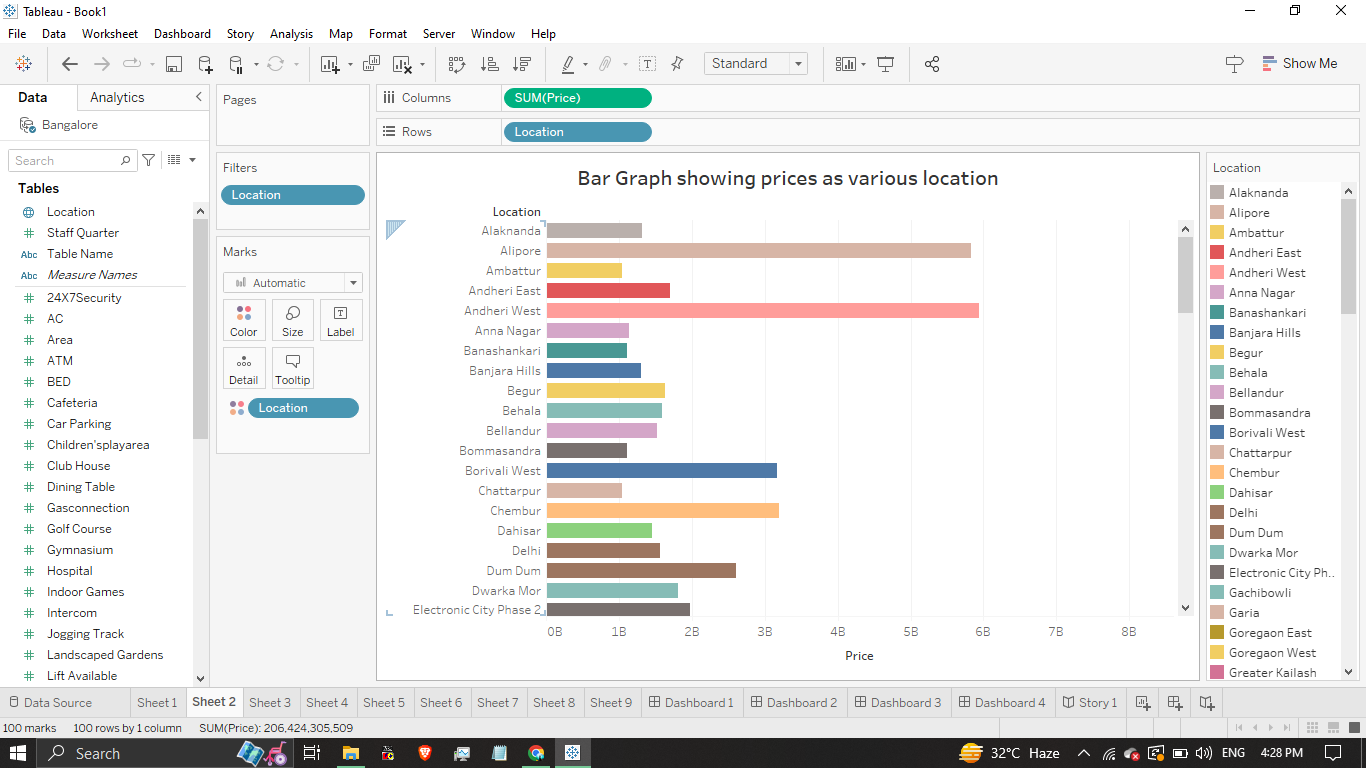 Tableau - Book1
File Data Worksheet Dashboard Story Analysis Map Format Server Window Help
Standard
Show Me
Data Analytics
Bangalore
Search
Tables
Location
Staff Quarter
Abc Table Name
Abc Measure Names
24X7Security
AC
Area
ATM
BED
Cafeteria
Car Parking
Children'splayarea
Club House
Dining Table
Gasconnection
Golf Course
Gymnasium
Hospital
Indoor Games
Intercom
Jogging Track
Landscaped Gardens
Lift Available
Pages
Filters
Location
Marks
Automatic
Color Size Label
Detail Tooltip
Location
Columns SUM(Price)
Rows Location
Bar Graph showing prices as various location
Location
Alaknanda
Alipore
Ambattur
Andheri East
Andheri West
Anna Nagar
Banashankari
Banjara Hills
Begur
Behala
Bellandur
Bommasandra
Borivali West
Chattarpur
Chembur
Dahisar
Delhi
Dum Dum
Dwarka Mor
Electronic City Phase 2
0B 1B 2B 3B 4B 5B 6B 7B 8B
Price
Location
Alaknanda
Alipore
Ambattur
Andheri East
Andheri West
Anna Nagar
Banashankari
Banjara Hills
Begur
Behala
Bellandur
Bommasandra
Borivali West
Chattarpur
Chembur
Dahisar
Delhi
Dum Dum
Dwarka Mor
Electronic City Ph..
Gachibowli
Garia
Goregaon East
Goregaon West
Greater Kailash
Data Source Sheet 1 Sheet 2 Sheet 3 Sheet 4 Sheet 5 Sheet 6 Sheet 7 Sheet 8 Sheet 9 Dashboard 1 Dashboard 2 Dashboard 3 Dashboard 4 Story 1
100 marks 100 rows by 1 column SUM(Price): 206,424,305,509
Search 32°C Haze ENG 4:28 PM